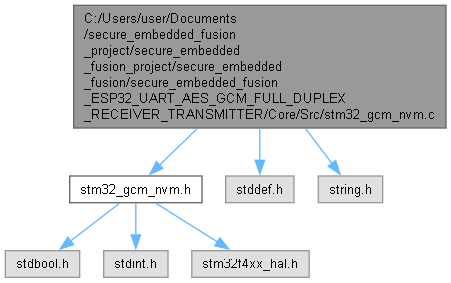 C:/Users/user/Documents
/secure_embedded_fusion
_project/secure_embedded
_fusion_project/secure_embedded
_fusion/secure_embedded_fusion
_ESP32_UART_AES_GCM_FULL_DUPLEX
_RECEIVER_TRANSMITTER/Core/Src/stm32_gcm_nvm.c
stm32_gcm_nvm.h
stddef.h
string.h
stdbool.h
stdint.h
stm32f4xx_hal.h